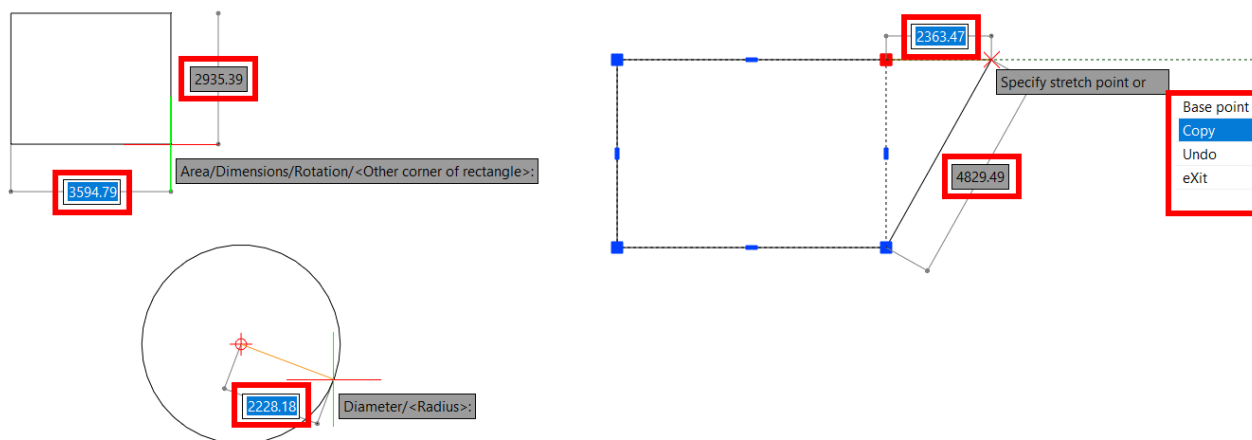 2935.39
Area/Dimensions/Rotation/<Other corner of rectangle>:
3594.79
2228.18
Diameter/<Radius>:
2363.47
Specify stretch point or
Base point
Copy
Undo
eXit
4829.49